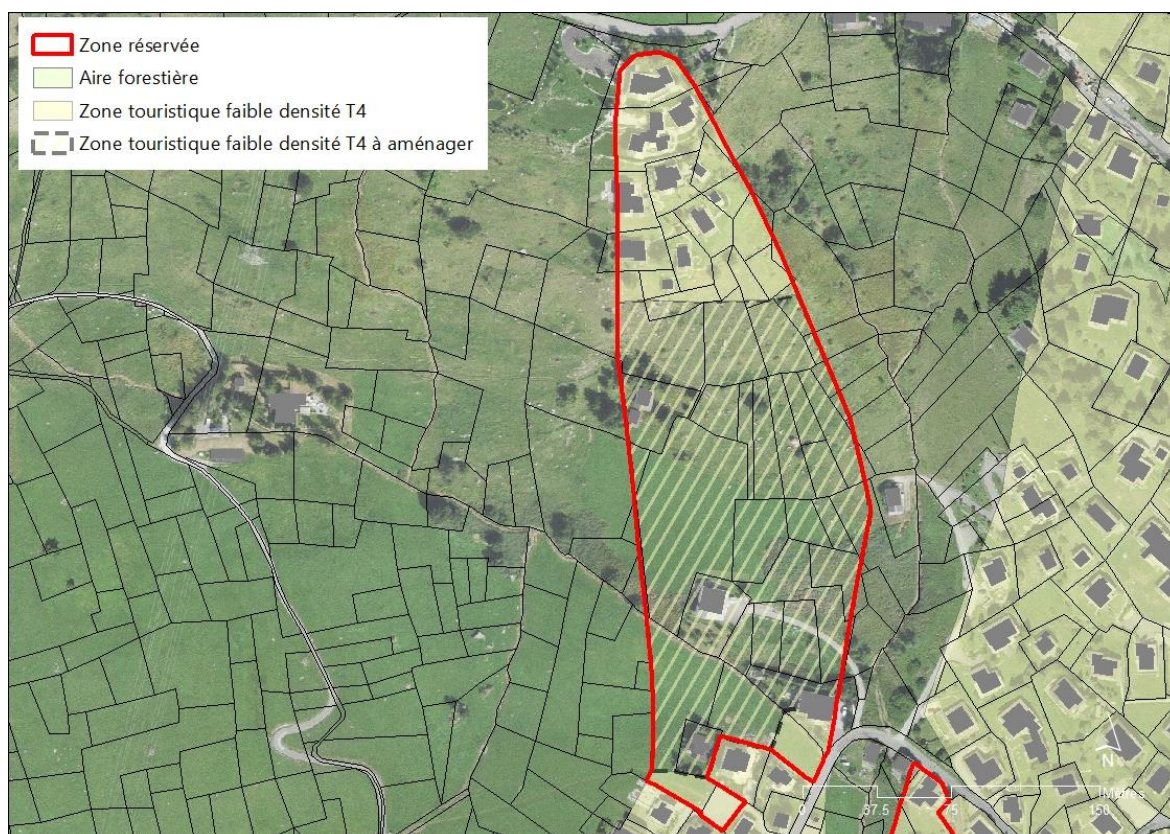 Zone réservée
Aire forestière
Zone touristique faible densité T4
Zone touristique faible densité T4 à aménager
N
Mètres
0 37.5 75 150